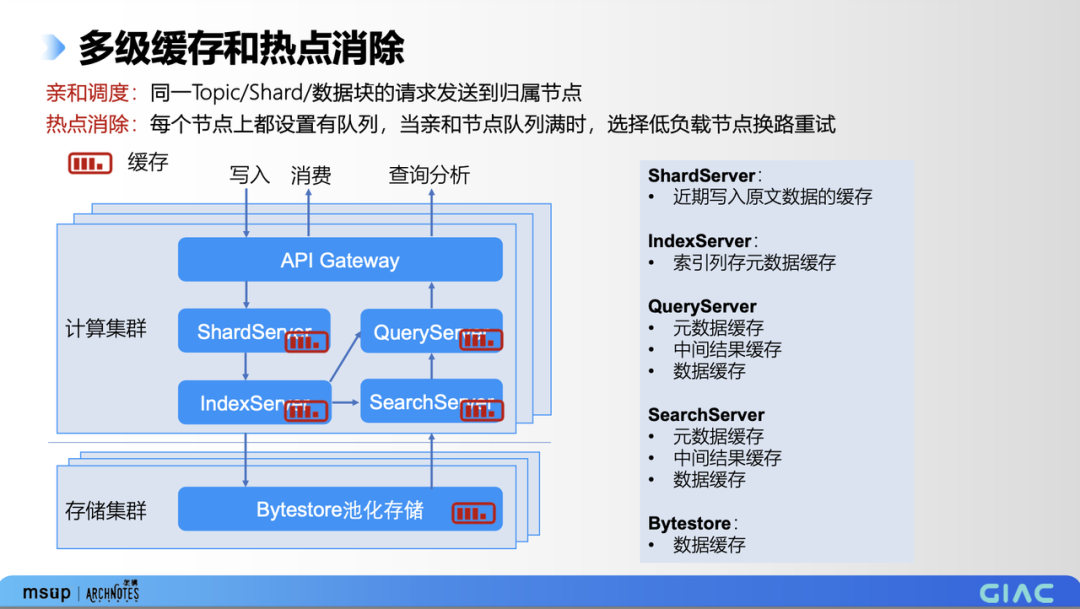 多级缓存和热点消除
亲和调度：同一Topic/Shard/数据块的请求发送到归属节点
热点消除：每个节点上都设置有队列，当亲和节点队列满时，选择低负载节点换路重试
缓存
写入 消费 查询分析
API Gateway
计算集群
ShardServer
QueryServer
IndexServer
SearchServer
存储集群
Bytestore池化存储
ShardServer：
• 近期写入原文数据的缓存
IndexServer：
• 索引列存元数据缓存
QueryServer
• 元数据缓存
• 中间结果缓存
• 数据缓存
SearchServer
• 元数据缓存
• 中间结果缓存
• 数据缓存
Bytestore：
• 数据缓存
msup | ARCHNOTES
GIAC